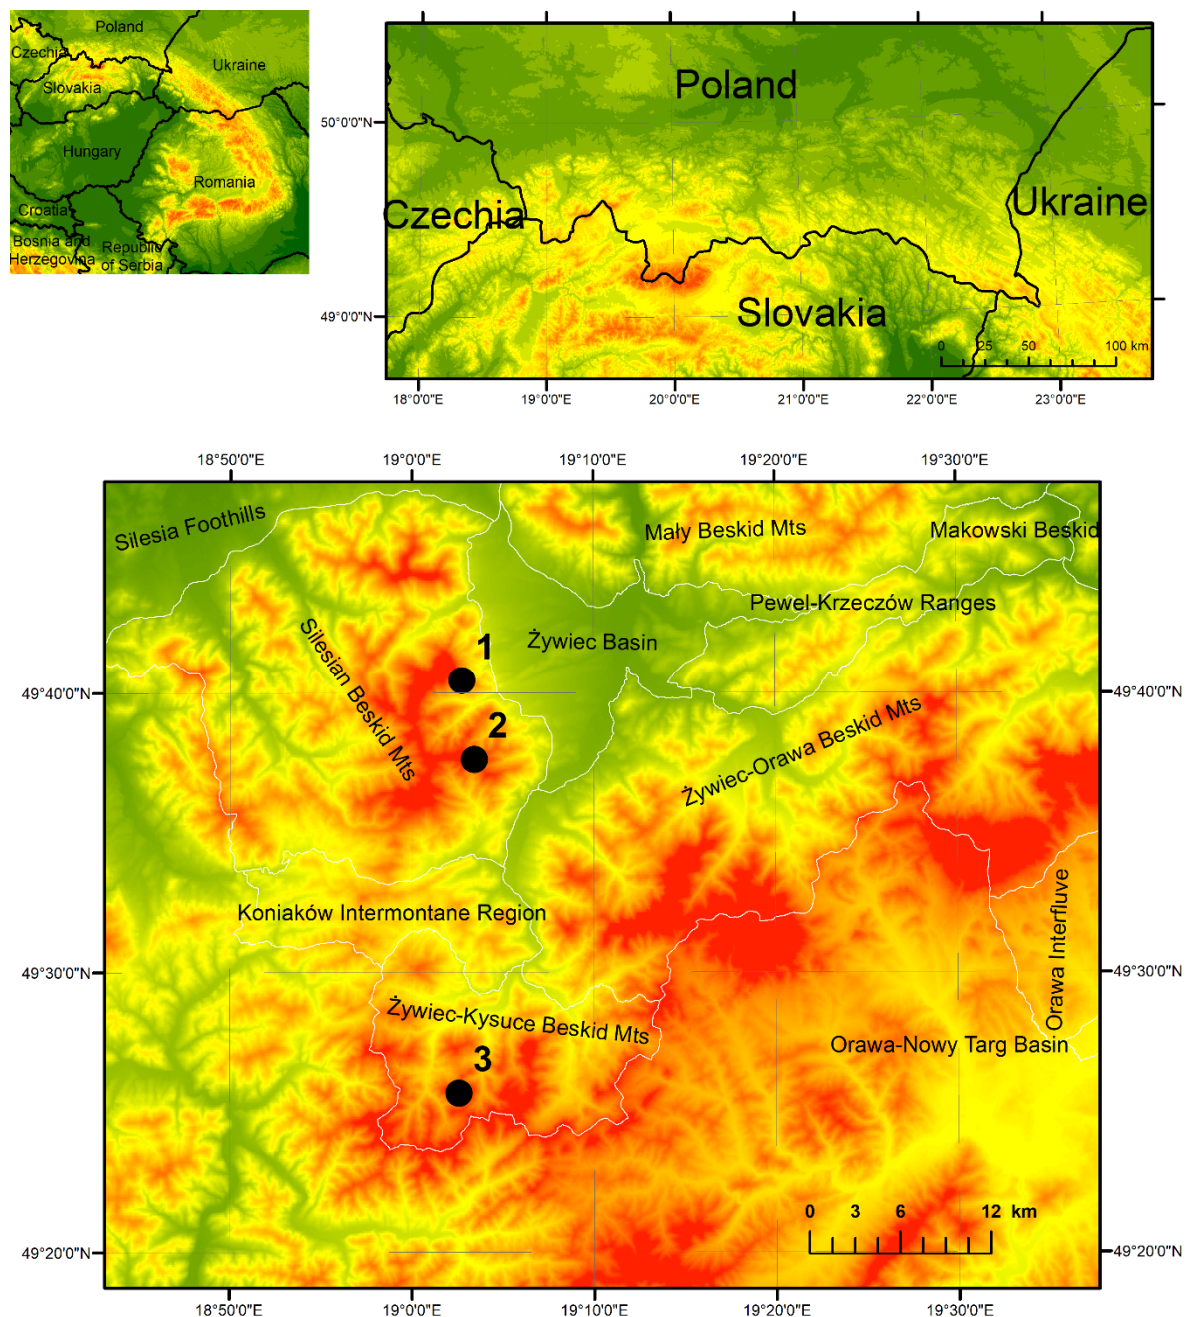 Poland
Czechia
Ukraine
Slovakia
Hungary
Romania
Croatia
Bosnia and
Herzegovina
Republic
of Serbia
Poland
50°0'0"N
Czechia
Ukraine
Slovakia
49°0'0"N
0 25 50 100 km
18°0'0"E 19°0'0"E 20°0'0"E 21°0'0"E 22°0'0"E 23°0'0"E
18°50'0"E 19°0'0"E 19°10'0"E 19°20'0"E 19°30'0"E
Silesia Foothills
Mały Beskid Mts
Makowski Beskid
Pewel-Krzeczów Ranges
Żywiec Basin
1
Silesian Beskid Mts
49°40'0"N 49°40'0"N
2
Żywiec-Orawa Beskid Mts
Koniaków Intermontane Region
Orawa Interfluve
49°30'0"N 49°30'0"N
Żywiec-Kysuce Beskid Mts
Orawa-Nowy Targ Basin
3
0 3 6 12 km
49°20'0"N 49°20'0"N
18°50'0"E 19°0'0"E 19°10'0"E 19°20'0"E 19°30'0"E